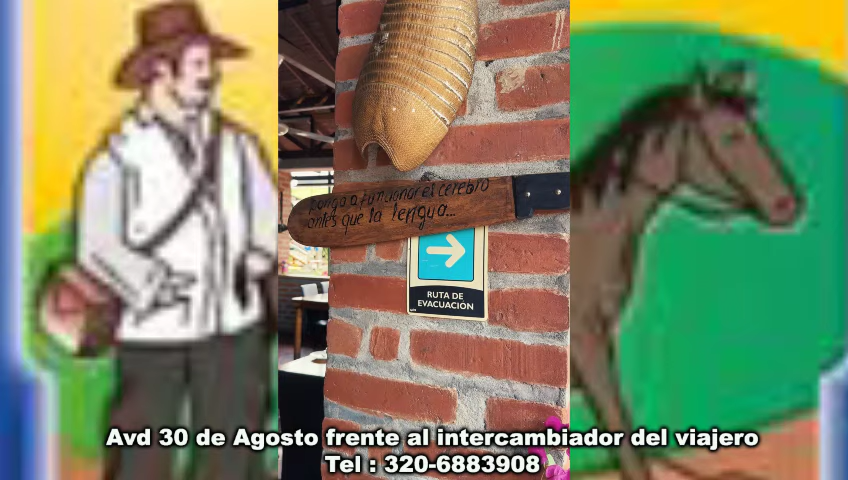 Ponga a funcionar el cerebro
antes que la lengua...
RUTA DE
EVACUACIÓN
Avd 30 de Agosto frente al intercambiador del viajero
Tel : 320-6883908